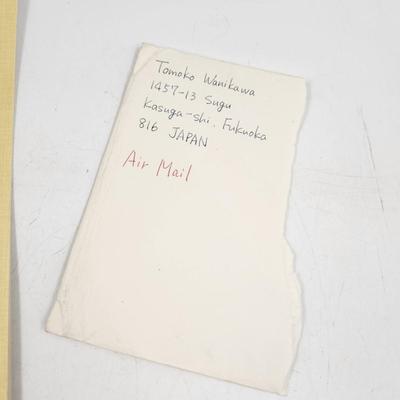 Tomoko Wanikawa
1457-13 Sugu
Kasuga-shi. Fukuoka
816 JAPAN
Air Mail